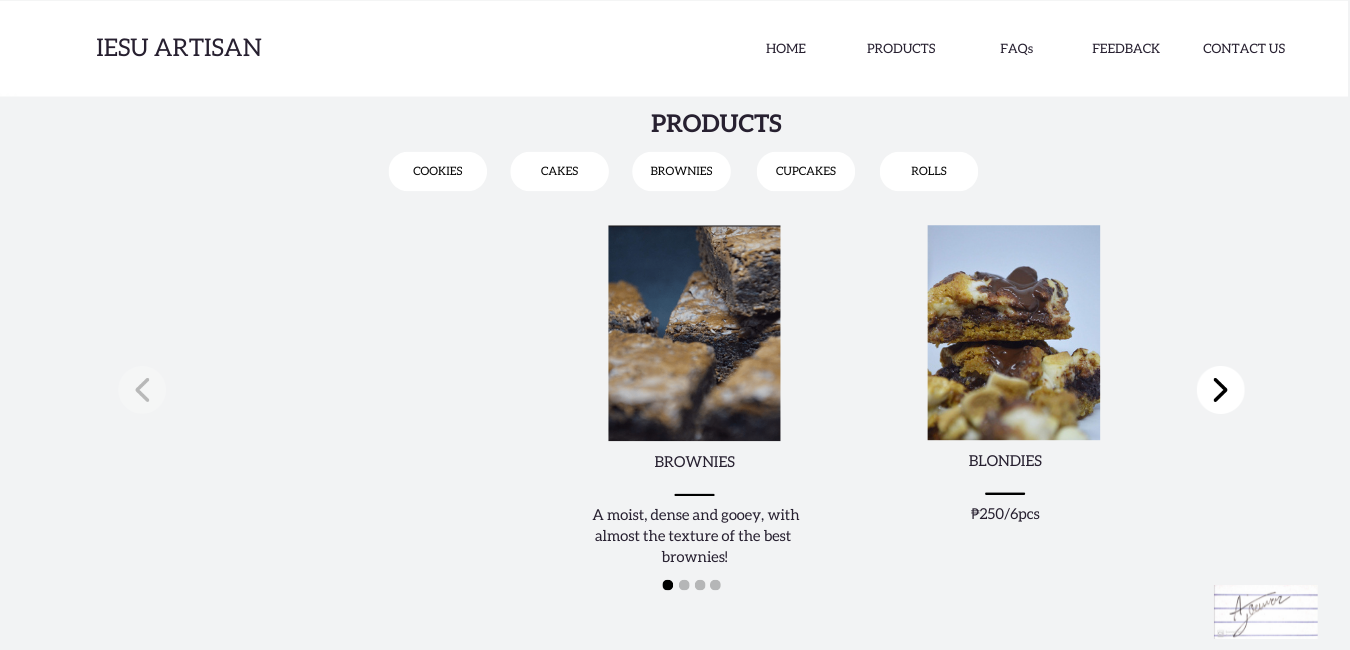 IESU ARTISAN
HOME
PRODUCTS
FAQs
FEEDBACK
CONTACT US
PRODUCTS
COOKIES
CAKES
BROWNIES
CUPCAKES
ROLLS
BROWNIES
A moist, dense and gooey, with
almost the texture of the best
brownies!
BLONDIES
₱250/6pcs